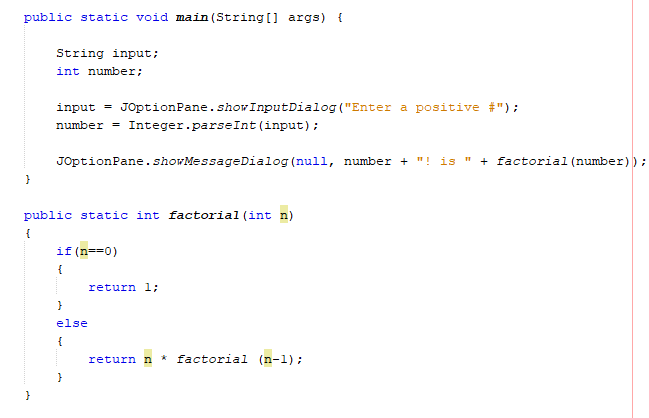 public static void main(String[] args) {
String input;
int number;
input = JOptionPane.showInputDialog("Enter a positive #");
number = Integer.parseInt(input);
JOptionPane.showMessageDialog(null, number + "! is " + factorial(number));
}
public static int factorial(int n)
{
if(n==0)
{
return 1;
}
else
{
return n * factorial (n-1);
}
}